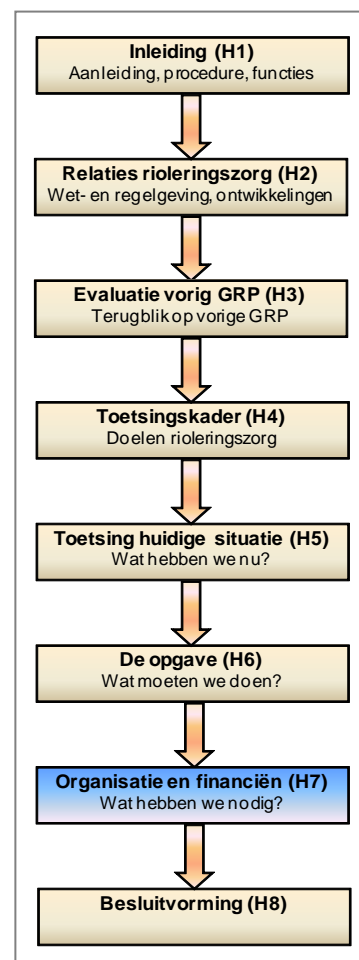 Inleiding (H1)
Aanleiding, procedure, functies
Relaties rioleringszorg (H2)
Wet- en regelgeving, ontwikkelingen
Evaluatie vorig GRP (H3)
Terugblik op vorige GRP
Toetsingskader (H4)
Doelen rioleringszorg
Toetsing huidige situatie (H5)
Wat hebben we nu?
De opgave (H6)
Wat moeten we doen?
Organisatie en financiën (H7)
Wat hebben we nodig?
Besluitvorming (H8)